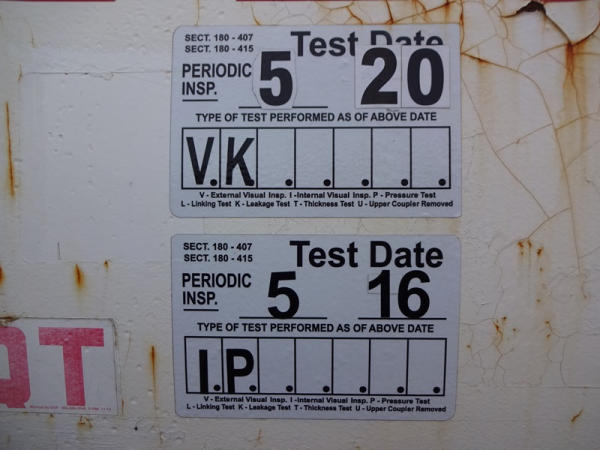 SECT. 180 - 407
SECT. 180 - 415
Test Date
PERIODIC
INSP.
5 20
TYPE OF TEST PERFORMED AS OF ABOVE DATE
V.K.....
V - External Visual Insp. I -Internal Visual Insp. P - Pressure Test
L - Linking Test K - Leakage Test T - Thickness Test U - Upper Coupler Removed
SECT. 180 - 407
SECT. 180 - 415
Test Date
PERIODIC
INSP.
5 16
TYPE OF TEST PERFORMED AS OF ABOVE DATE
I.P.....
V - External Visual Insp. I -Internal Visual Insp. P - Pressure Test
L - Linking Test K - Leakage Test T - Thickness Test U - Upper Coupler Removed
QT